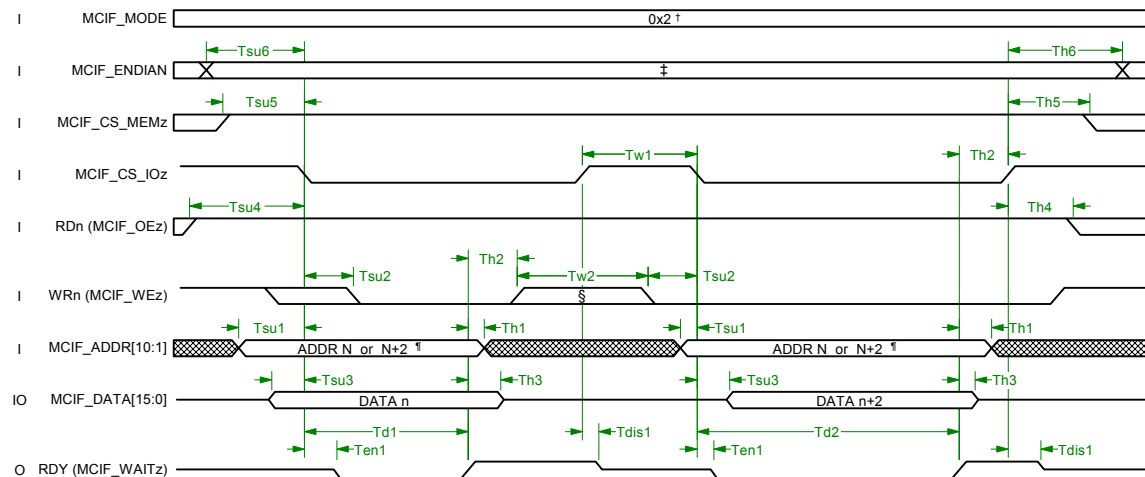 I MCIF_MODE 0x2 †
Tsu6 Th6
I MCIF_ENDIAN ‡
Tsu5 Th5
I MCIF_CS_MEMz
Tw1 Th2
I MCIF_CS_IOz
Tsu4 Th4
I RDn (MCIF_OEz)
Th2
Tsu2 Tw2 Tsu2
I WRn (MCIF_WEz) §
Tsu1 Th1 Tsu1 Th1
I MCIF_ADDR[10:1] ADDR N or N+2 ¶ ADDR N or N+2 ¶
Tsu3 Th3 Tsu3 Th3
IO MCIF_DATA[15:0] DATA n DATA n+2
Td1 Tdis1 Td2
Ten1 Ten1 Tdis1
O RDY (MCIF_WAITz)